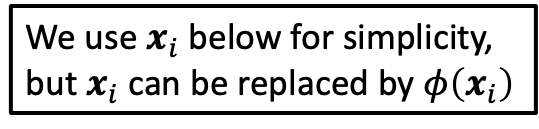 We use 𝒙ᵢ below for simplicity,
but 𝒙ᵢ can be replaced by ϕ(𝒙ᵢ)